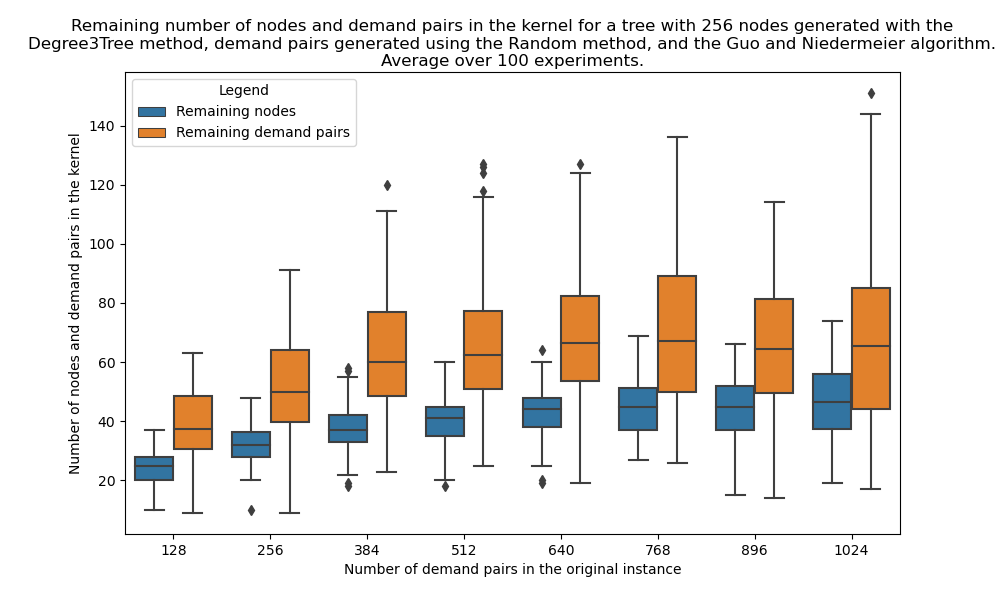 Remaining number of nodes and demand pairs in the kernel for a tree with 256 nodes generated with the
Degree3Tree method, demand pairs generated using the Random method, and the Guo and Niedermeier algorithm.
Average over 100 experiments.
Legend
Remaining nodes
Remaining demand pairs
Number of nodes and demand pairs in the kernel
140
120
100
80
60
40
20
128 256 384 512 640 768 896 1024
Number of demand pairs in the original instance